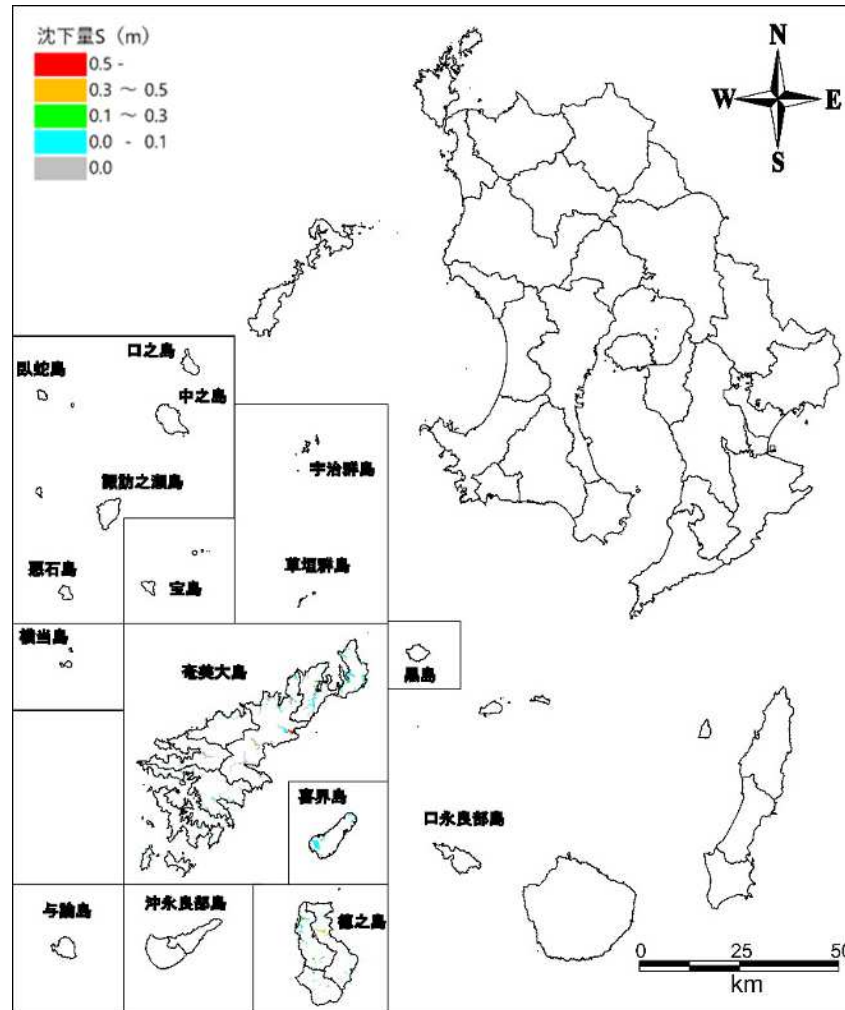 沈下量S（m）
0.5 -
0.3 ～ 0.5
0.1 ～ 0.3
0.0 - 0.1
0.0
N
W
E
S
口之島
臥蛇島
中之島
宇治群島
諏訪之瀬島
悪石島
宝島
草垣群島
横当島
奄美大島
黒島
喜界島
口永良部島
与論島
沖永良部島
徳之島
0 25 50
km